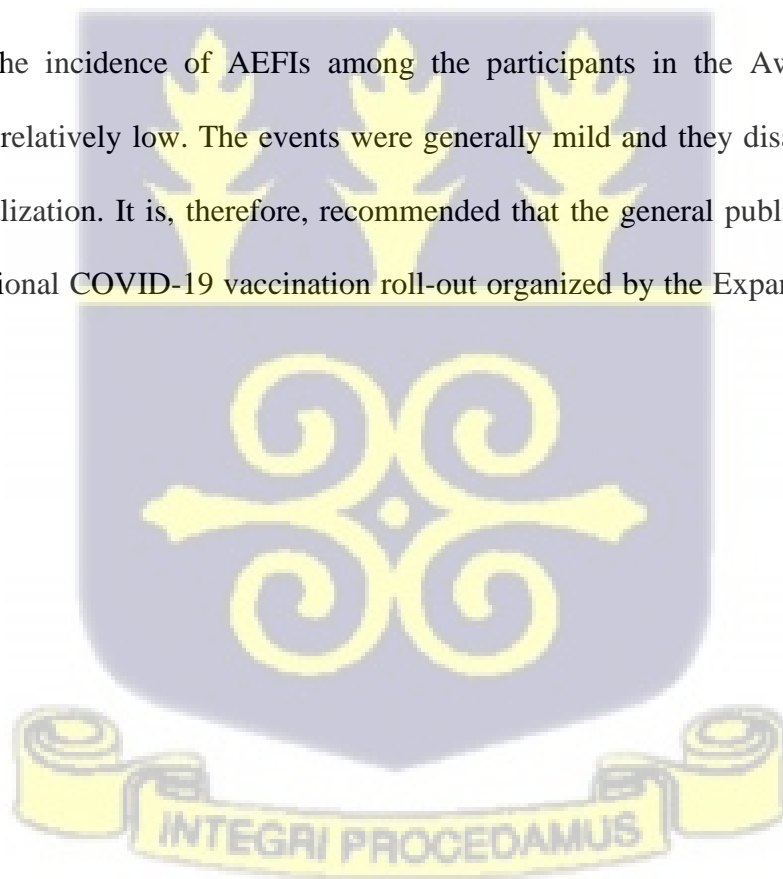 he incidence of AEFIs among the participants in the Av
relatively low. The events were generally mild and they disa
lization. It is, therefore, recommended that the general publi
ional COVID-19 vaccination roll-out organized by the Expan
INTEGRI PROCEDAMUS